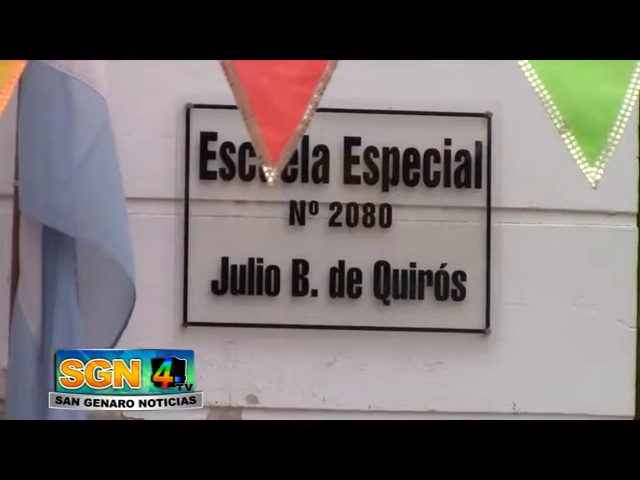 Escuela Especial
Nº 2080
Julio B. de Quirós
SGN 4 TV
SAN GENARO NOTICIAS